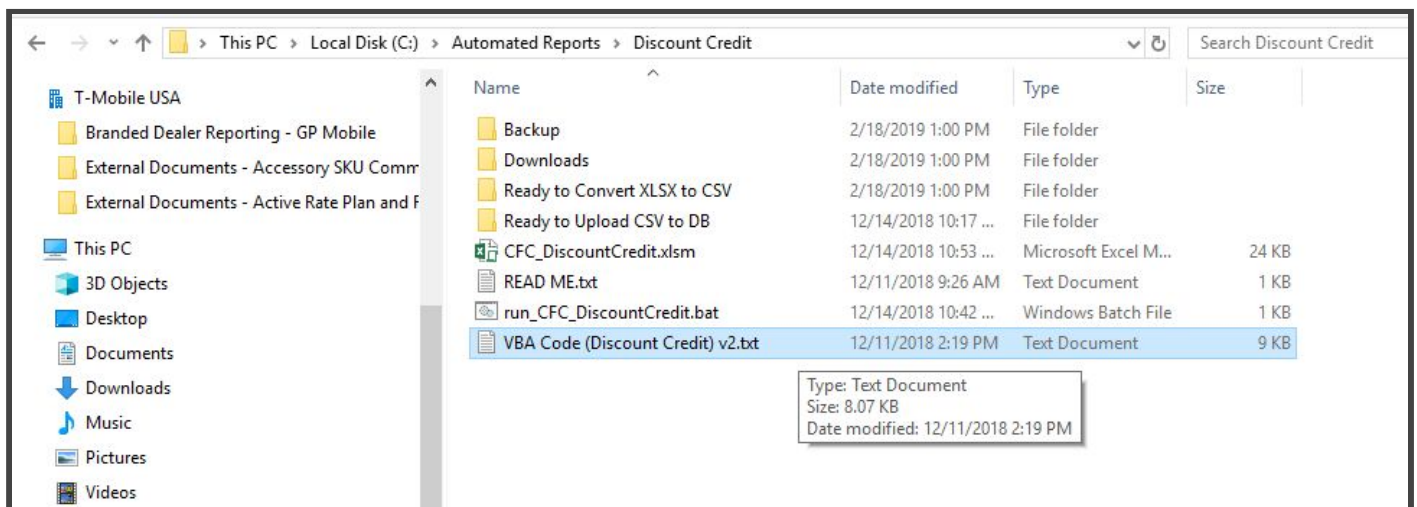 This PC > Local Disk (C:) > Automated Reports > Discount Credit
Search Discount Credit
T-Mobile USA
Branded Dealer Reporting - GP Mobile
External Documents - Accessory SKU Comm
External Documents - Active Rate Plan and F
This PC
3D Objects
Desktop
Documents
Downloads
Music
Pictures
Videos
Name Date modified Type Size
Backup 2/18/2019 1:00 PM File folder
Downloads 2/18/2019 1:00 PM File folder
Ready to Convert XLSX to CSV 2/18/2019 1:00 PM File folder
Ready to Upload CSV to DB 12/14/2018 10:17 ... File folder
CFC_DiscountCredit.xlsm 12/14/2018 10:53 ... Microsoft Excel M... 24 KB
READ ME.txt 12/11/2018 9:26 AM Text Document 1 KB
run_CFC_DiscountCredit.bat 12/14/2018 10:42 ... Windows Batch File 1 KB
VBA Code (Discount Credit) v2.txt 12/11/2018 2:19 PM Text Document 9 KB
Type: Text Document
Size: 8.07 KB
Date modified: 12/11/2018 2:19 PM